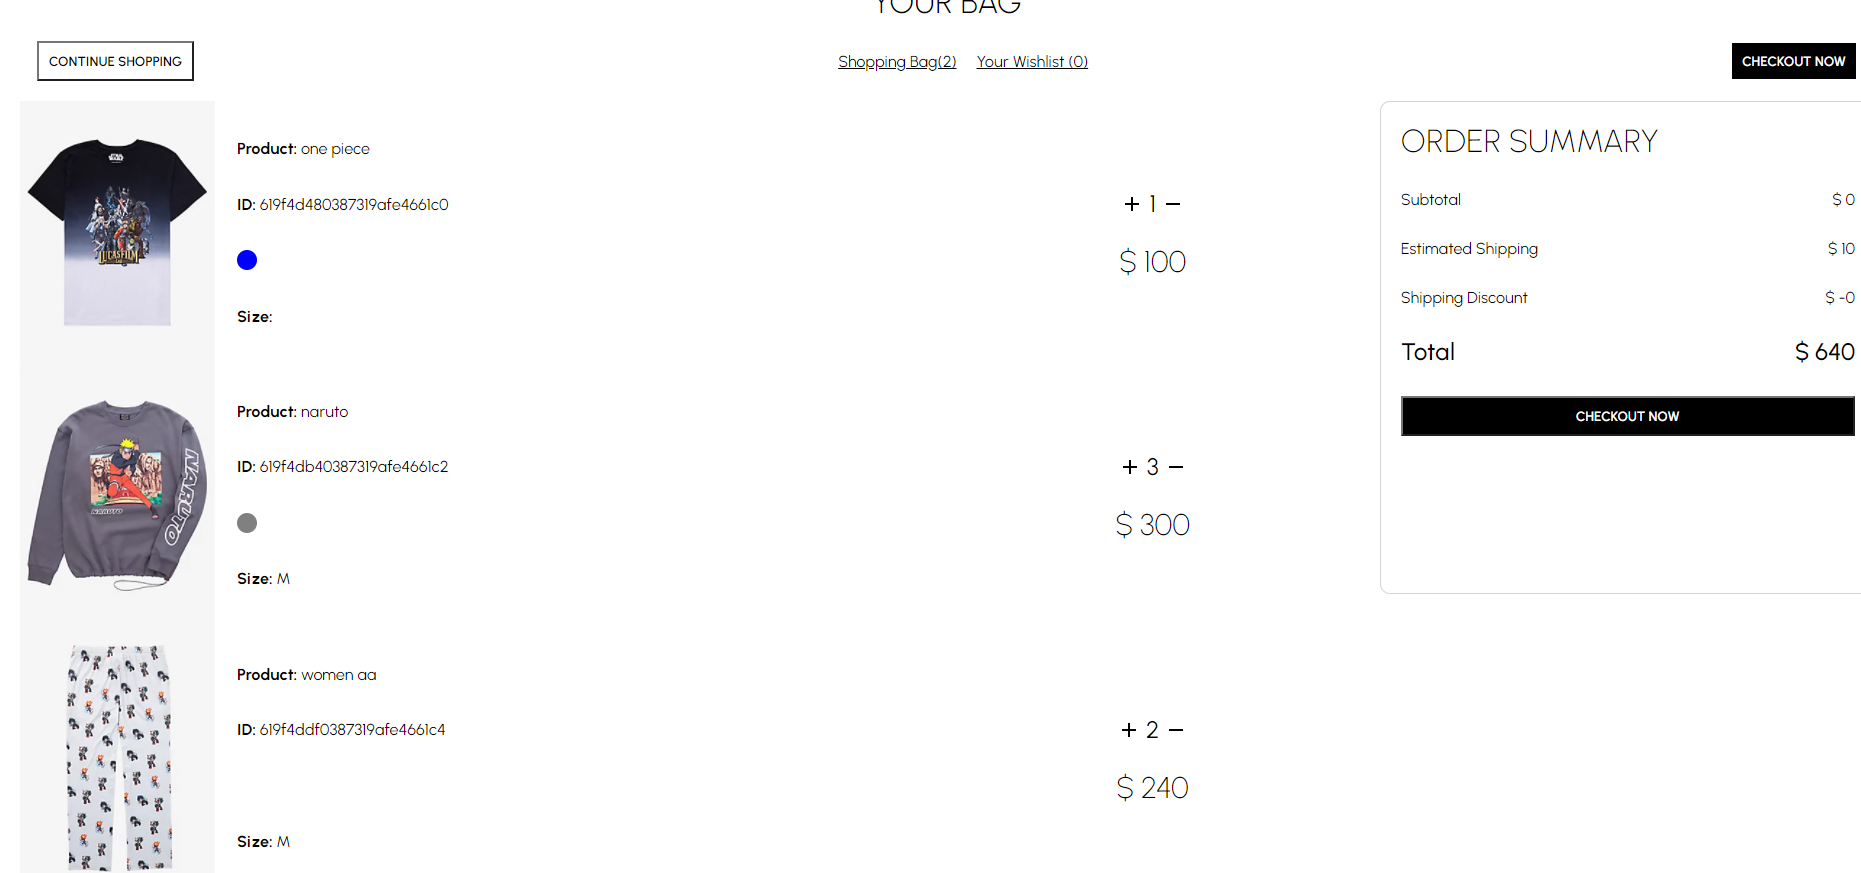 YOUR BAG
CONTINUE SHOPPING
Shopping Bag(2) Your Wishlist (0)
CHECKOUT NOW
Product: one piece
ID: 619f4d480387319afe4661c0
Size:
+ 1 −
$ 100
LUCASFILM
Product: naruto
ID: 619f4db40387319afe4661c2
Size: M
+ 3 −
$ 300
NARUTO
NARUTO
Product: women aa
ID: 619f4ddf0387319afe4661c4
Size: M
+ 2 −
$ 240
ORDER SUMMARY
Subtotal $ 0
Estimated Shipping $ 10
Shipping Discount $ -0
Total $ 640
CHECKOUT NOW